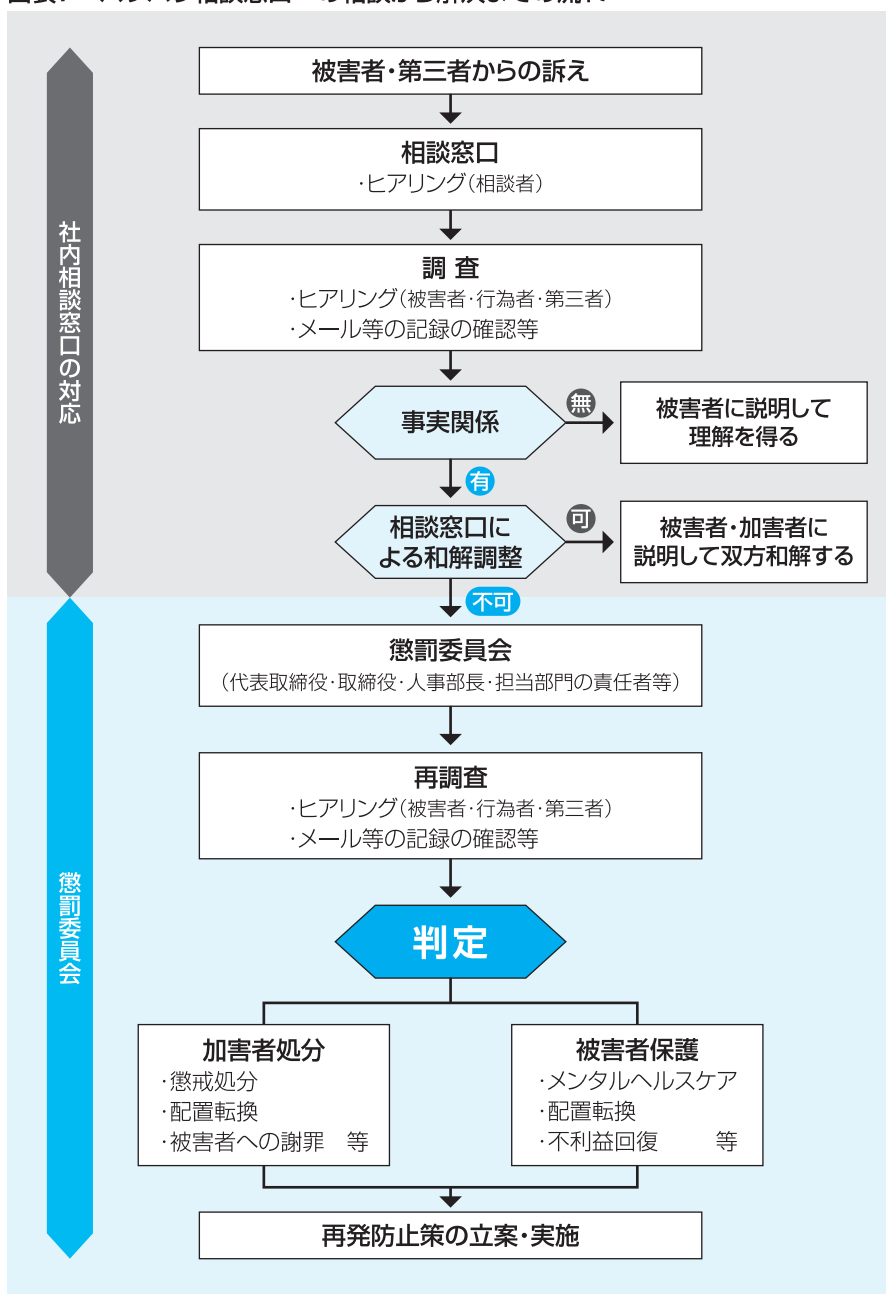 被害者・第三者からの訴え
相談窓口
・ヒアリング(相談者)
調 査
・ヒアリング(被害者・行為者・第三者)
・メール等の記録の確認等
事実関係
無
被害者に説明して
理解を得る
有
相談窓口に
よる和解調整
可
被害者・加害者に
説明して双方和解する
不可
社内相談窓口の対応
懲罰委員会
(代表取締役・取締役・人事部長・担当部門の責任者等)
再調査
・ヒアリング(被害者・行為者・第三者)
・メール等の記録の確認等
判定
加害者処分
・懲戒処分
・配置転換
・被害者への謝罪 等
被害者保護
・メンタルヘルスケア
・配置転換
・不利益回復 等
再発防止策の立案・実施
懲罰委員会